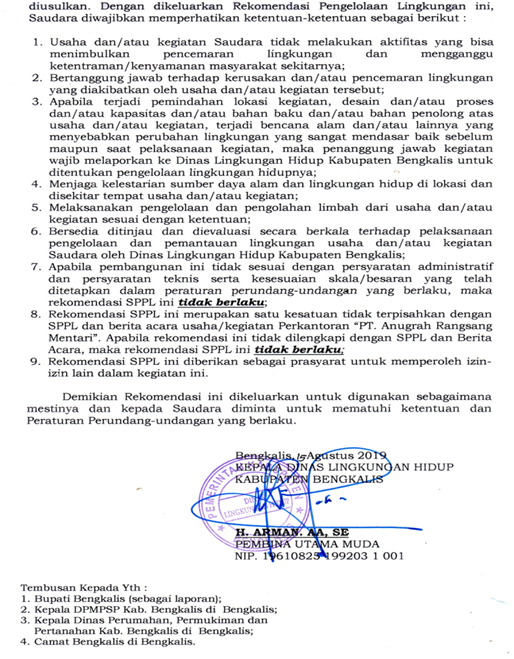 diusulkan. Dengan dikeluarkan Rekomendasi Pengelolaan Lingkungan ini,
Saudara diwajibkan memperhatikan ketentuan-ketentuan sebagai berikut :
1. Usaha dan/atau kegiatan Saudara tidak melakukan aktifitas yang bisa
menimbulkan pencemaran lingkungan dan mengganggu
ketentraman/kenyamanan masyarakat sekitarnya;
2. Bertanggung jawab terhadap kerusakan dan/atau pencemaran lingkungan
yang diakibatkan oleh usaha dan/atau kegiatan tersebut;
3. Apabila terjadi pemindahan lokasi kegiatan, desain dan/atau proses
dan/atau kapasitas dan/atau bahan baku dan/atau bahan penolong atas
usaha dan/atau kegiatan, terjadi bencana alam dan/atau lainnya yang
menyebabkan perubahan lingkungan yang sangat mendasar baik sebelum
maupun saat pelaksanaan kegiatan, maka penanggung jawab kegiatan
wajib melaporkan ke Dinas Lingkungan Hidup Kabupaten Bengkalis untuk
ditentukan pengelolaan lingkungan hidupnya;
4. Menjaga kelestarian sumber daya alam dan lingkungan hidup di lokasi dan
disekitar tempat usaha dan/atau kegiatan;
5. Melaksanakan pengelolaan dan pengolahan limbah dari usaha dan/atau
kegiatan sesuai dengan ketentuan;
6. Bersedia ditinjau dan dievaluasi secara berkala terhadap pelaksanaan
pengelolaan dan pemantauan lingkungan usaha dan/atau kegiatan
Saudara oleh Dinas Lingkungan Hidup Kabupaten Bengkalis;
7. Apabila pembangunan ini tidak sesuai dengan persyaratan administratif
dan persyaratan teknis serta kesesuaian skala/besaran yang telah
ditetapkan dalam peraturan perundang-undangan yang berlaku, maka
rekomendasi SPPL ini tidak berlaku;
8. Rekomendasi SPPL ini merupakan satu kesatuan tidak terpisahkan dengan
SPPL dan berita acara usaha/kegiatan Perkantoran "PT. Anugrah Rangsang
Mentari". Apabila rekomendasi ini tidak dilengkapi dengan SPPL dan Berita
Acara, maka rekomendasi SPPL ini tidak berlaku;
9. Rekomendasi SPPL ini diberikan sebagai prasyarat untuk memperoleh izin-
izin lain dalam kegiatan ini.
Demikian Rekomendasi ini dikeluarkan untuk digunakan sebagaimana
mestinya dan kepada Saudara diminta untuk mematuhi ketentuan dan
Peraturan Perundang-undangan yang berlaku.
Bengkalis, 15 Agustus 2019
KEPALA DINAS LINGKUNGAN HIDUP
KABUPATEN BENGKALIS
H. ARMAN. AA, SE
PEMBINA UTAMA MUDA
NIP. 19610825 199203 1 001
Tembusan Kepada Yth :
1. Bupati Bengkalis (sebagai laporan);
2. Kepala DPMPSP Kab. Bengkalis di Bengkalis;
3. Kepala Dinas Perumahan, Permukiman dan
Pertanahan Kab. Bengkalis di Bengkalis;
4. Camat Bengkalis di Bengkalis.